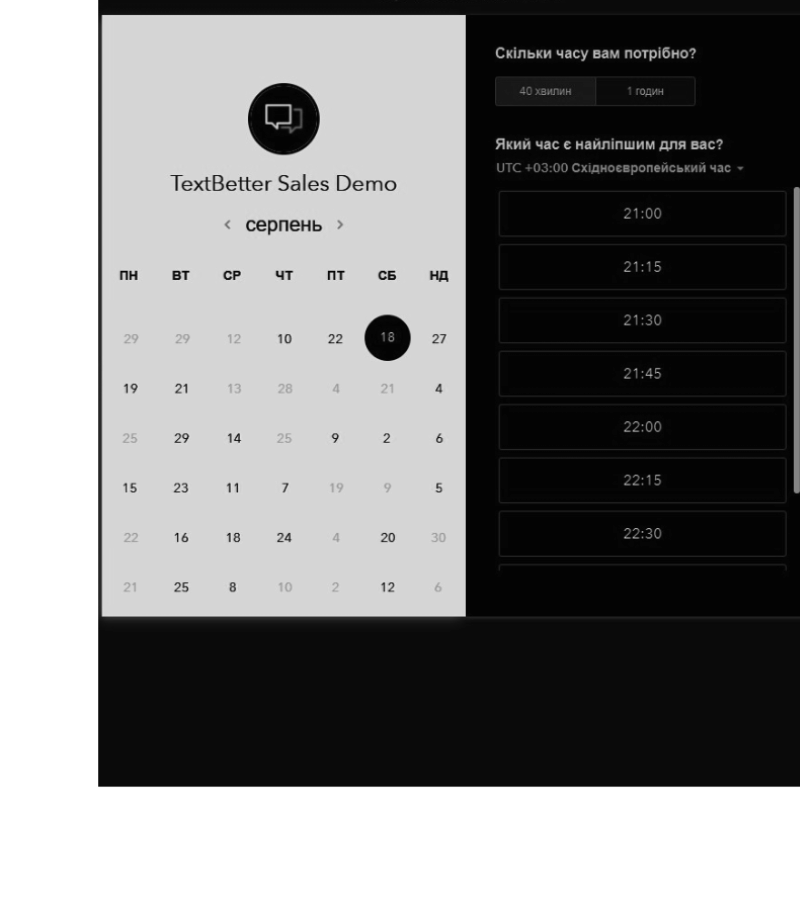 TextBetter Sales Demo
‹ серпень ›
ПН ВТ СР ЧТ ПТ СБ НД
29 29 12 10 22 18 27
19 21 13 28 4 21 4
25 29 14 25 9 2 6
15 23 11 7 19 9 5
22 16 18 24 4 20 30
21 25 8 10 2 12 6
Скільки часу вам потрібно?
40 хвилин 1 годин
Який час є найліпшим для вас?
UTC +03:00 Східноєвропейський час
21:00
21:15
21:30
21:45
22:00
22:15
22:30